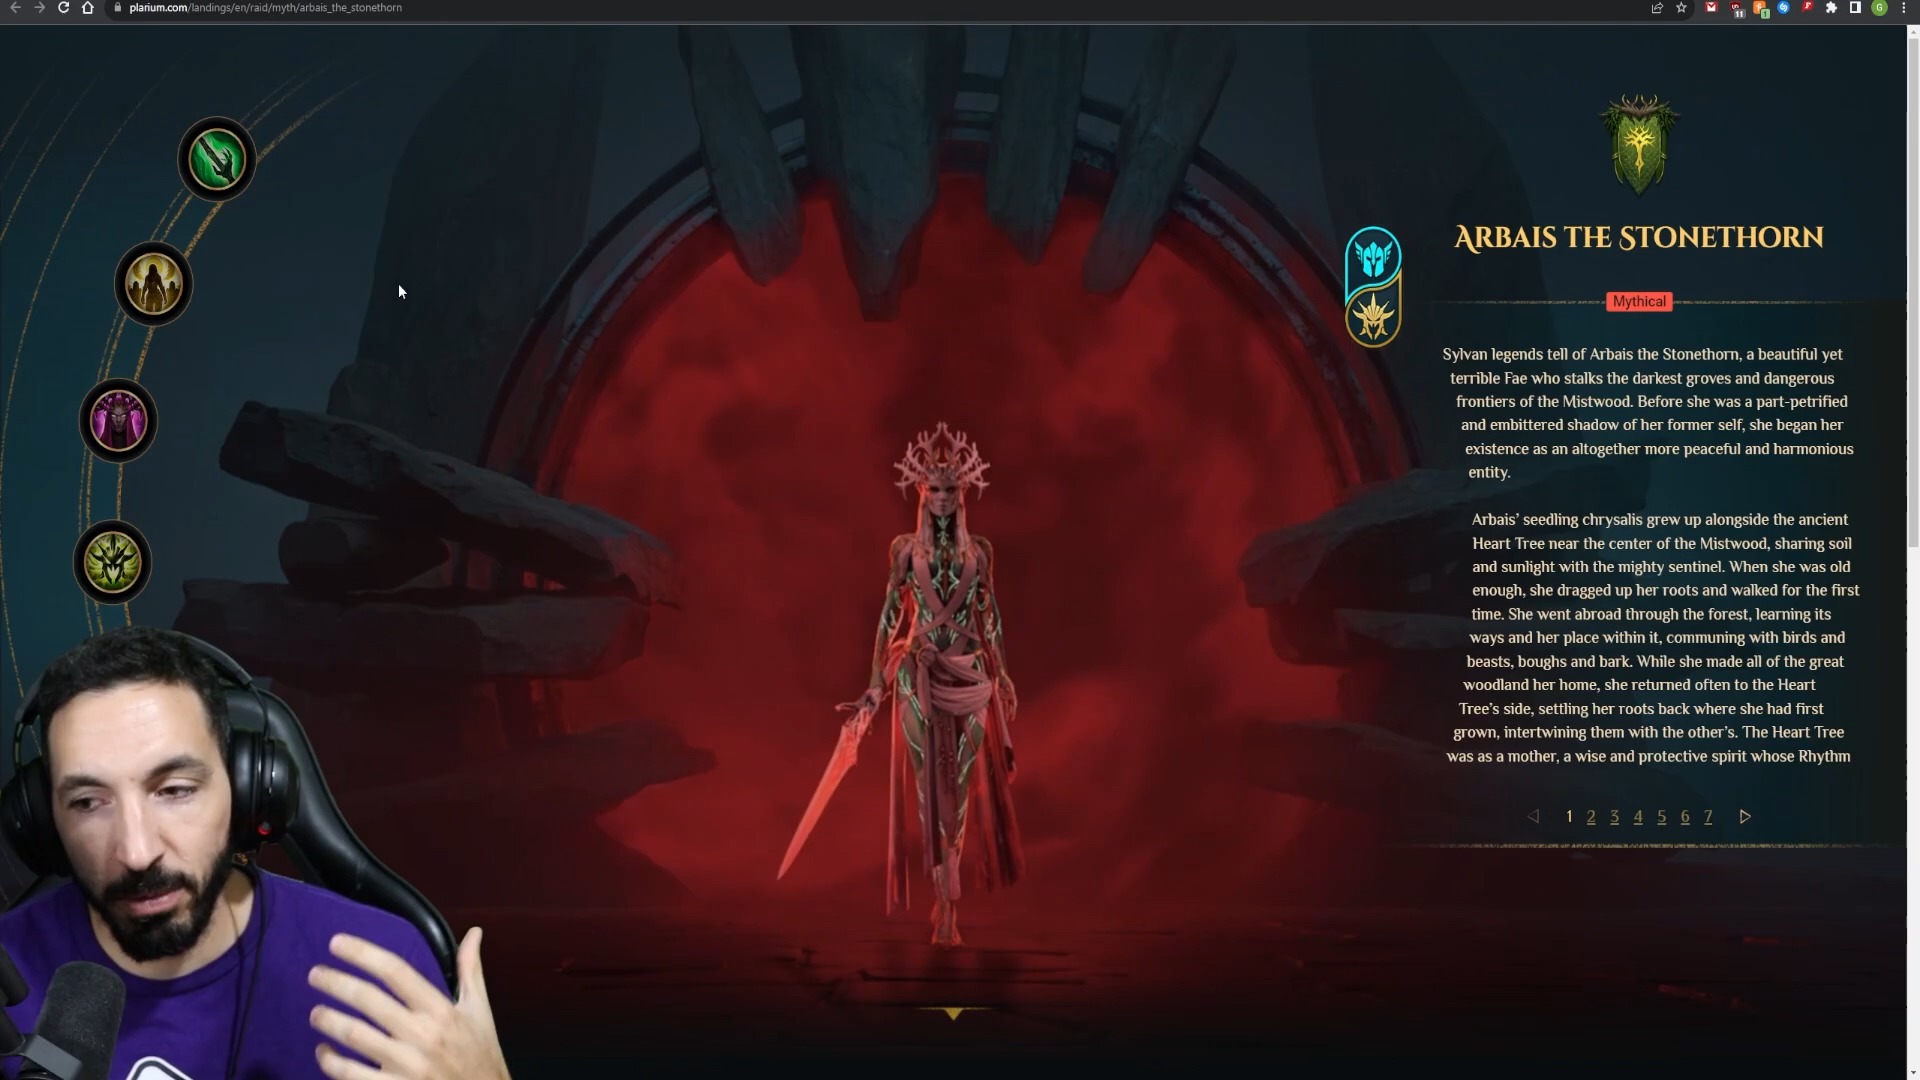 plarium.com/landings/en/raid/myth/arbais_the_stonethorn
11
1
G
ARBAIS THE STONETHORN
Mythical
Sylvan legends tell of Arbais the Stonethorn, a beautiful yet
terrible Fae who stalks the darkest groves and dangerous
frontiers of the Mistwood. Before she was a part-petrified
and embittered shadow of her former self, she began her
existence as an altogether more peaceful and harmonious
entity.
Arbais’ seedling chrysalis grew up alongside the ancient
Heart Tree near the center of the Mistwood, sharing soil
and sunlight with the mighty sentinel. When she was old
enough, she dragged up her roots and walked for the first
time. She went abroad through the forest, learning its
ways and her place within it, communing with birds and
beasts, boughs and bark. While she made all of the great
woodland her home, she returned often to the Heart
Tree’s side, settling her roots back where she had first
grown, intertwining them with the other’s. The Heart Tree
was as a mother, a wise and protective spirit whose Rhythm
1 2 3 4 5 6 7